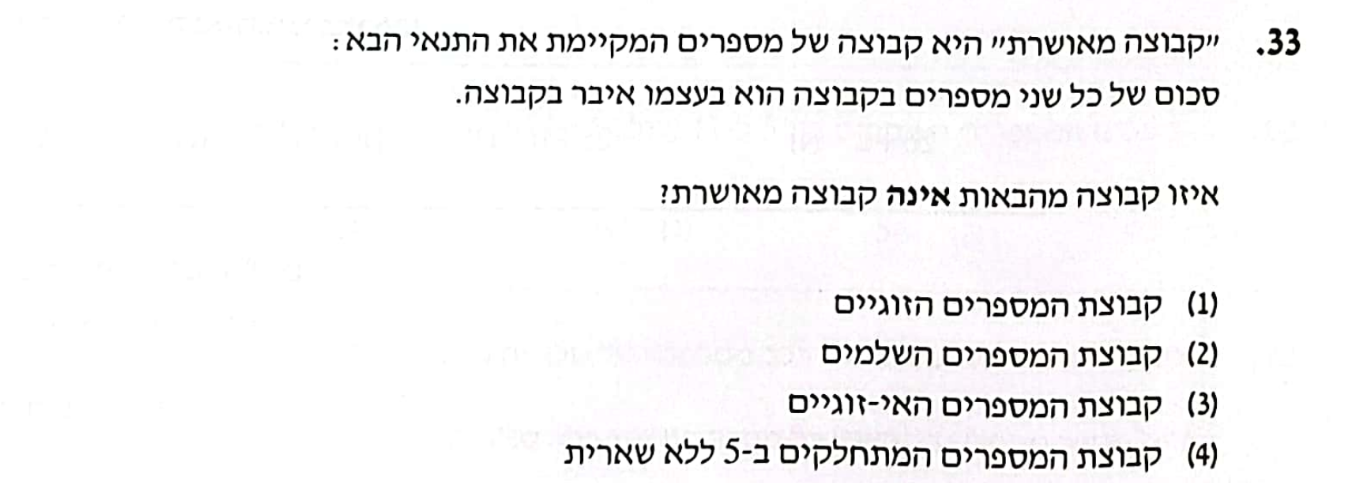 33. "קבוצה מאושרת" היא קבוצה של מספרים המקיימת את התנאי הבא:
סכום של כל שני מספרים בקבוצה הוא בעצמו איבר בקבוצה.
איזו קבוצה מהבאות אינה קבוצה מאושרת?
(1) קבוצת המספרים הזוגיים
(2) קבוצת המספרים השלמים
(3) קבוצת המספרים האי-זוגיים
(4) קבוצת המספרים המתחלקים ב-5 ללא שארית